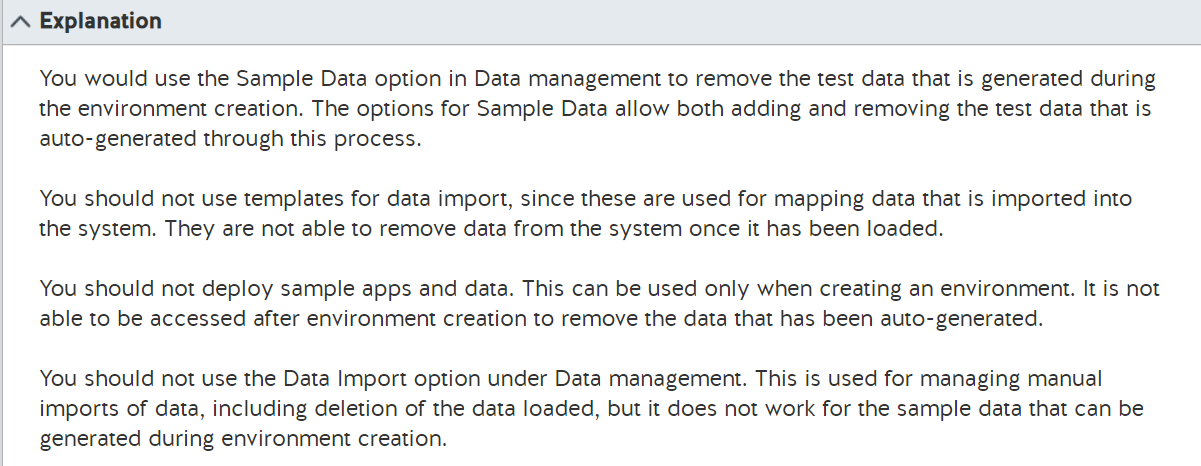 Explanation
You would use the Sample Data option in Data management to remove the test data that is generated during
the environment creation. The options for Sample Data allow both adding and removing the test data that is
auto-generated through this process.
You should not use templates for data import, since these are used for mapping data that is imported into
the system. They are not able to remove data from the system once it has been loaded.
You should not deploy sample apps and data. This can be used only when creating an environment. It is not
able to be accessed after environment creation to remove the data that has been auto-generated.
You should not use the Data Import option under Data management. This is used for managing manual
imports of data, including deletion of the data loaded, but it does not work for the sample data that can be
generated during environment creation.